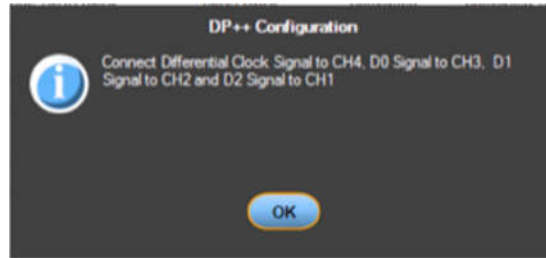 DP++ Configuration
Connect Differential Clock Signal to CH4, D0 Signal to CH3, D1
Signal to CH2 and D2 Signal to CH1
OK